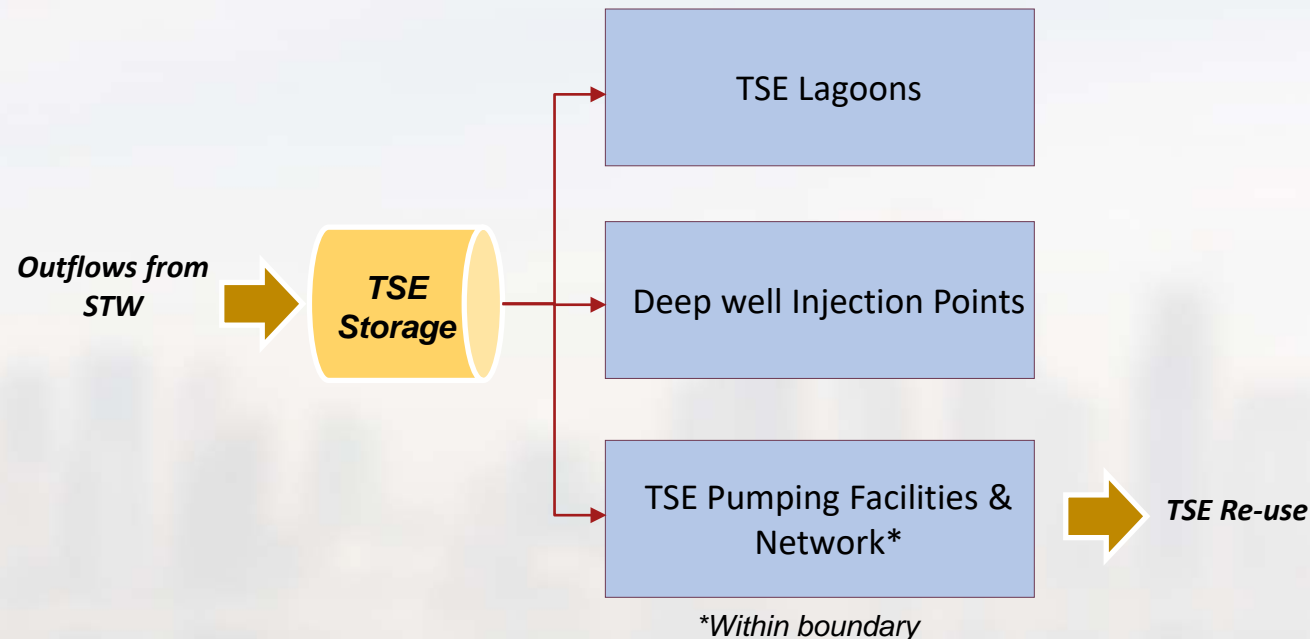 TSE Lagoons
Outflows from
STW
TSE
Storage
Deep well Injection Points
TSE Pumping Facilities &
Network*
TSE Re-use
*Within boundary